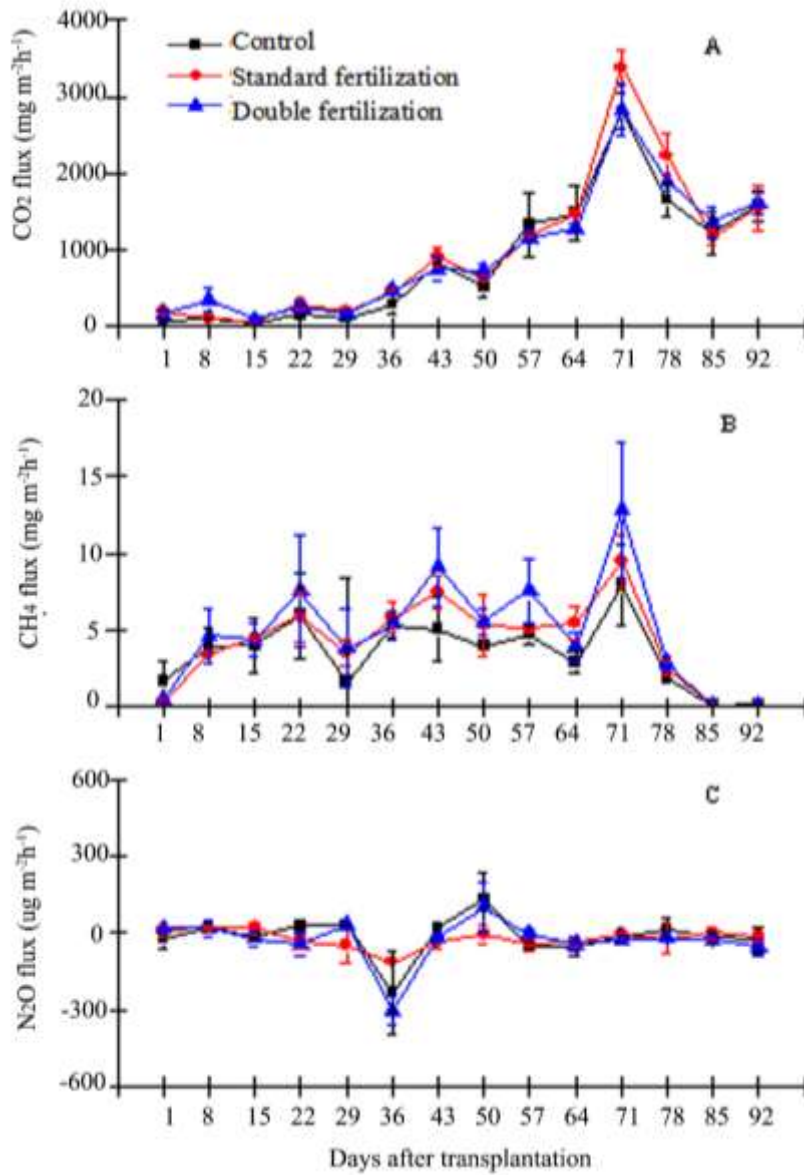 4000
3000
2000
1000
0
CO2 flux (mg m-2h-1)
Control
Standard fertilization
Double fertilization
A
1 8 15 22 29 36 43 50 57 64 71 78 85 92
20
15
10
5
0
CH4 flux (mg m-2h-1)
B
1 8 15 22 29 36 43 50 57 64 71 78 85 92
600
300
0
-300
-600
N2O flux (ug m-2h-1)
C
1 8 15 22 29 36 43 50 57 64 71 78 85 92
Days after transplantation